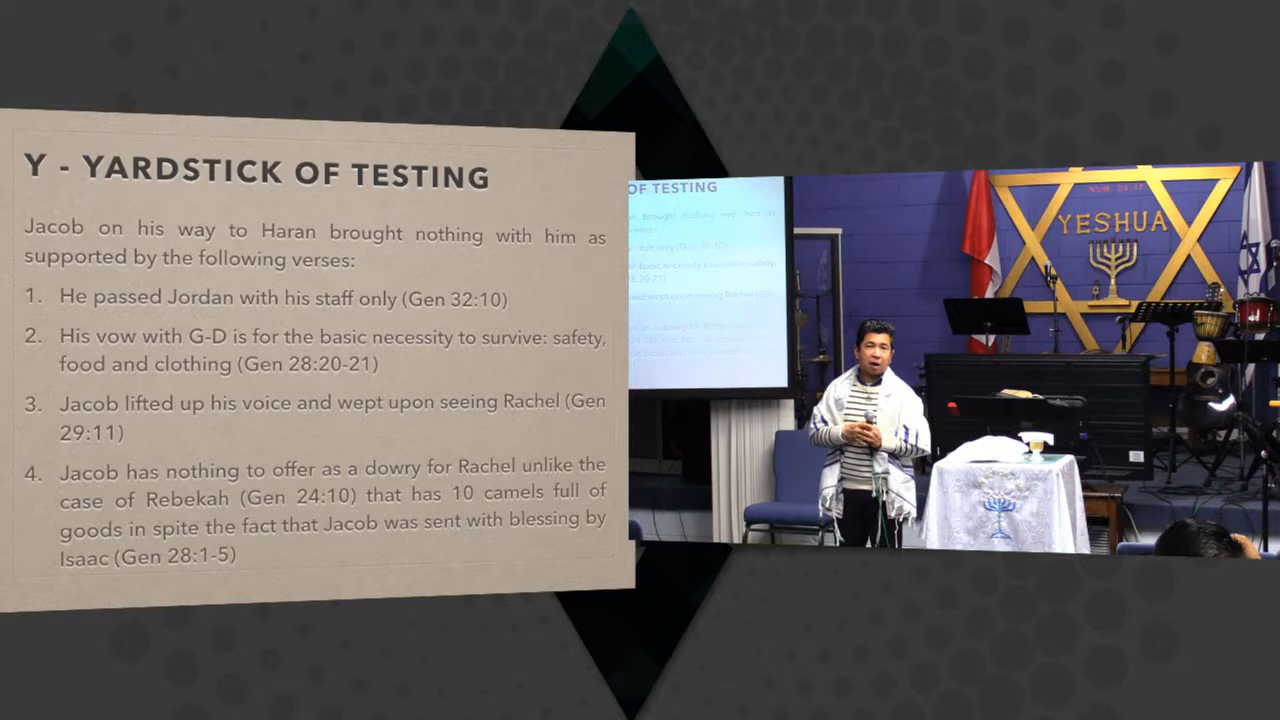 Y - YARDSTICK OF TESTING
Jacob on his way to Haran brought nothing with him as
supported by the following verses:
1. He passed Jordan with his staff only (Gen 32:10)
2. His vow with G-D is for the basic necessity to survive: safety,
food and clothing (Gen 28:20-21)
3. Jacob lifted up his voice and wept upon seeing Rachel (Gen
29:11)
4. Jacob has nothing to offer as a dowry for Rachel unlike the
case of Rebekah (Gen 24:10) that has 10 camels full of
goods in spite the fact that Jacob was sent with blessing by
Isaac (Gen 28:1-5)
OF TESTING
YESHUA